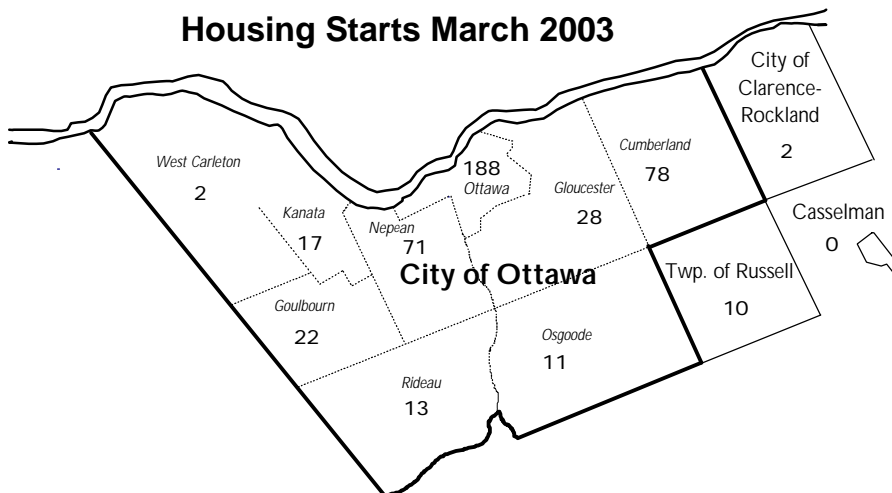 Housing Starts March 2003
City of
Clarence-
Rockland
2
Cumberland
78
West Carleton
2
188
Ottawa
Gloucester
28
Kanata
17
Nepean
71
Casselman
0
City of Ottawa
Twp. of Russell
10
Goulbourn
22
Osgoode
11
Rideau
13